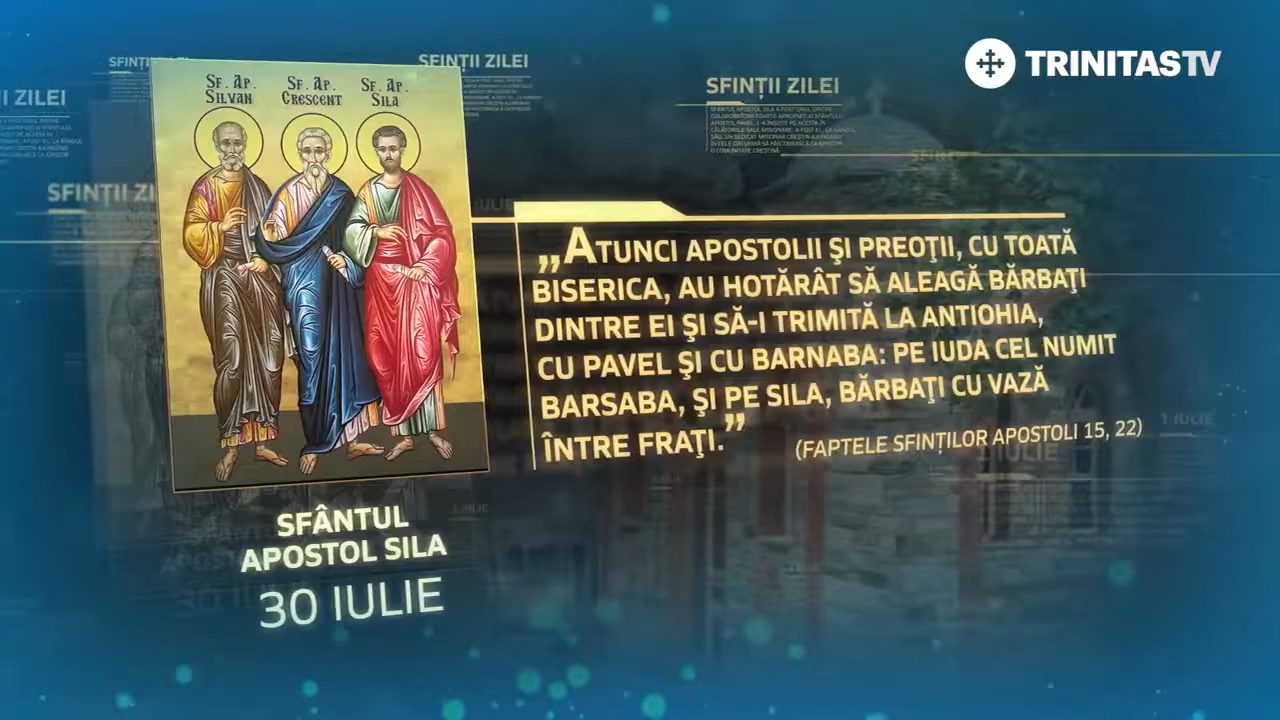 TRINITAS TV
SFINȚII ZILEI
SFINȚII ZILEI
SFINȚII ZILEI
SF. AP. SILVAN
SF. AP. CRESCENT
SF. AP. SILA
„ATUNCI APOSTOLII ŞI PREOŢII, CU TOATĂ
BISERICA, AU HOTĂRÂT SĂ ALEAGĂ BĂRBAŢI
DINTRE EI ŞI SĂ-I TRIMITĂ LA ANTIOHIA,
CU PAVEL ŞI CU BARNABA: PE IUDA CEL NUMIT
BARSABA, ŞI PE SILA, BĂRBAŢI CU VAZĂ
ÎNTRE FRAŢI.”
(FAPTELE SFINȚILOR APOSTOLI 15, 22)
SFÂNTUL
APOSTOL SILA
30 IULIE